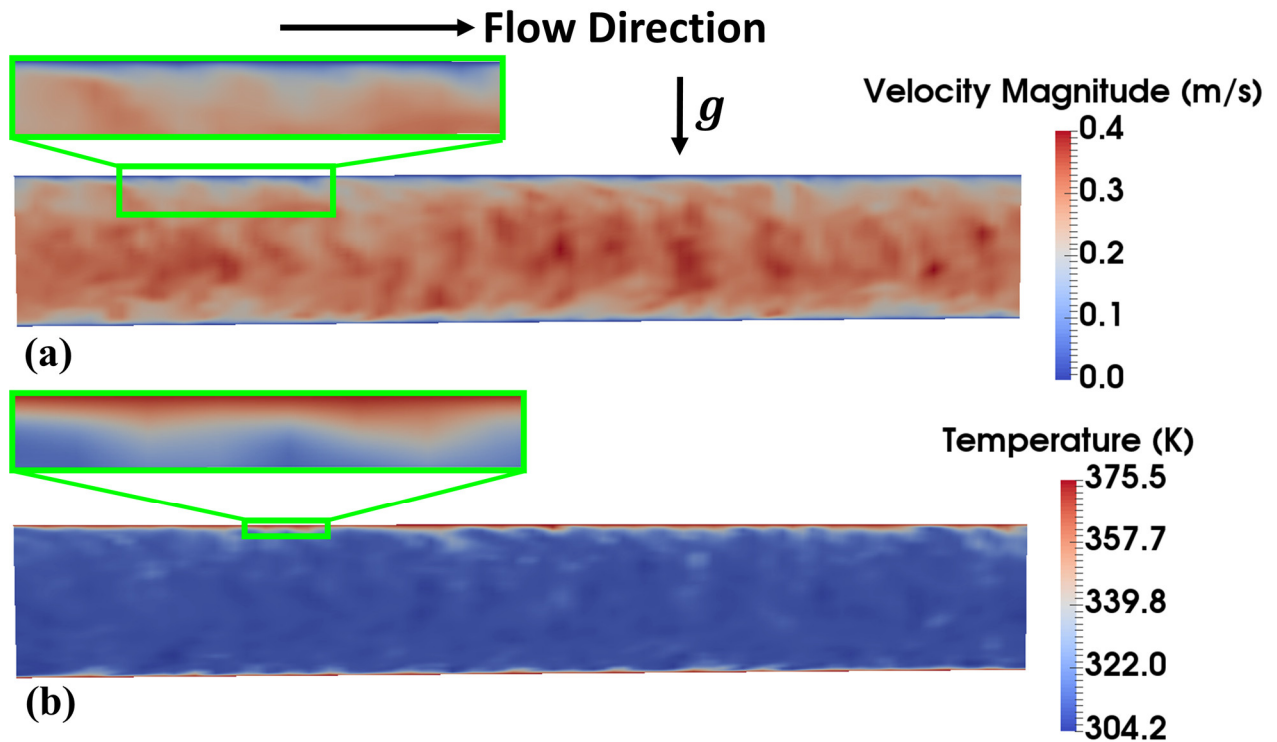 Flow Direction
g
Velocity Magnitude (m/s)
0.4
0.3
0.2
0.1
0.0
(a)
Temperature (K)
375.5
357.7
339.8
322.0
304.2
(b)